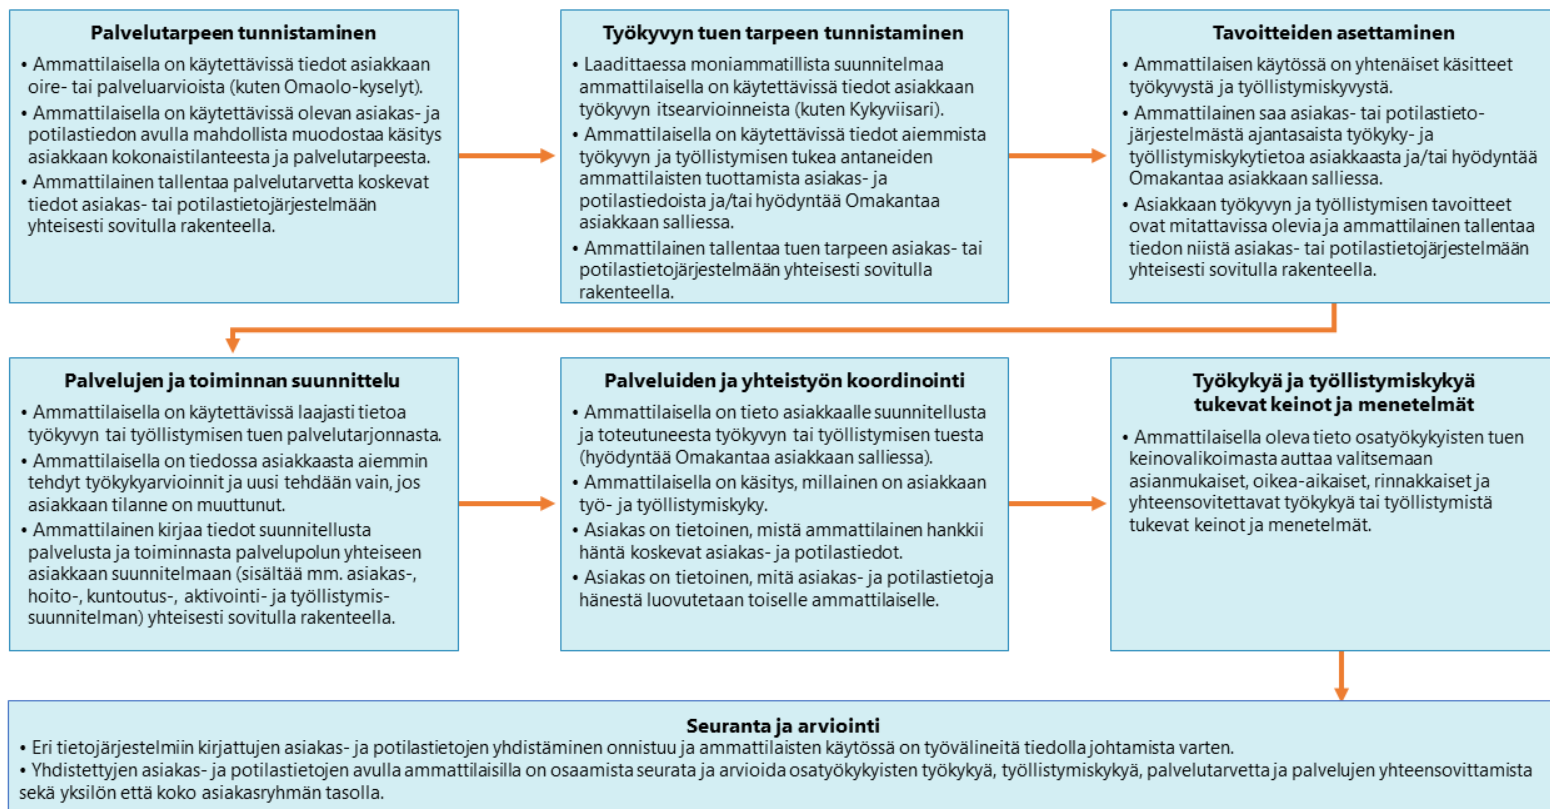 Palvelutarpeen tunnistaminen
• Ammattilaisella on käytettävissä tiedot asiakkaan
oire- tai palveluarvioista (kuten Omaolo-kyselyt).
• Ammattilaisella on käytettävissä olevan asiakas- ja
potilastiedon avulla mahdollista muodostaa käsitys
asiakkaan kokonaistilanteesta ja palvelutarpeesta.
• Ammattilainen tallentaa palvelutarvetta koskevat
tiedot asiakas- tai potilastietojärjestelmään
yhteisesti sovitulla rakenteella.
Työkyvyn tuen tarpeen tunnistaminen
• Laadittaessa moniammatillista suunnitelmaa
ammattilaisella on käytettävissä tiedot asiakkaan
työkyvyn itsearvioinneista (kuten Kykyviisari).
• Ammattilaisella on käytettävissä tiedot aiemmista
työkyvyn ja työllistymisen tukea antaneiden
ammattilaisten tuottamista asiakas- ja
potilastiedoista ja/tai hyödyntää Omakantaa
asiakkaan salliessa.
• Ammattilainen tallentaa tuen tarpeen asiakas- tai
potilastietojärjestelmään yhteisesti sovitulla
rakenteella.
Tavoitteiden asettaminen
• Ammattilaisen käytössä on yhtenäiset käsitteet
työkyvystä ja työllistymiskyvystä.
• Ammattilainen saa asiakas- tai potilastieto-
järjestelmästä ajantasaista työkyky- ja
työllistymiskykytietoa asiakkaasta ja/tai hyödyntää
Omakantaa asiakkaan salliessa.
• Asiakkaan työkyvyn ja työllistymisen tavoitteet
ovat mitattavissa olevia ja ammattilainen tallentaa
tiedon niistä asiakas- tai potilastietojärjestelmään
yhteisesti sovitulla rakenteella.
Palvelujen ja toiminnan suunnittelu
• Ammattilaisella on käytettävissä laajasti tietoa
työkyvyn tai työllistymisen tuen palvelutarjonnasta.
• Ammattilaisella on tiedossa asiakkaasta aiemmin
tehdyt työkykyarvioinnit ja uusi tehdään vain, jos
asiakkaan tilanne on muuttunut.
• Ammattilainen kirjaa tiedot suunnitellusta
palvelusta ja toiminnasta palvelupolun yhteiseen
asiakkaan suunnitelmaan (sisältää mm. asiakas-,
hoito-, kuntoutus-, aktivointi- ja työllistymis-
suunnitelman) yhteisesti sovitulla rakenteella.
Palveluiden ja yhteistyön koordinointi
• Ammattilaisella on tieto asiakkaalle suunnitellusta
ja toteutuneesta työkyvyn tai työllistymisen tuesta
(hyödyntää Omakantaa asiakkaan salliessa).
• Ammattilaisella on käsitys, millainen on asiakkaan
työ- ja työllistymiskyky.
• Asiakas on tietoinen, mistä ammattilainen hankkii
häntä koskevat asiakas- ja potilastiedot.
• Asiakas on tietoinen, mitä asiakas- ja potilastietoja
hänestä luovutetaan toiselle ammattilaiselle.
Työkykyä ja työllistymiskykyä
tukevat keinot ja menetelmät
• Ammattilaisella oleva tieto osatyökykyisten tuen
keinovalikoimasta auttaa valitsemaan
asianmukaiset, oikea-aikaiset, rinnakkaiset ja
yhteensovitettavat työkykyä tai työllistymistä
tukevat keinot ja menetelmät.
Seuranta ja arviointi
• Eri tietojärjestelmiin kirjattujen asiakas- ja potilastietojen yhdistäminen onnistuu ja ammattilaisten käytössä on työvälineitä tiedolla johtamista varten.
• Yhdistettyjen asiakas- ja potilastietojen avulla ammattilaisilla on osaamista seurata ja arvioida osatyökykyisten työkykyä, työllistymiskykyä, palvelutarvetta ja palvelujen yhteensovittamista
sekä yksilön että koko asiakasryhmän tasolla.